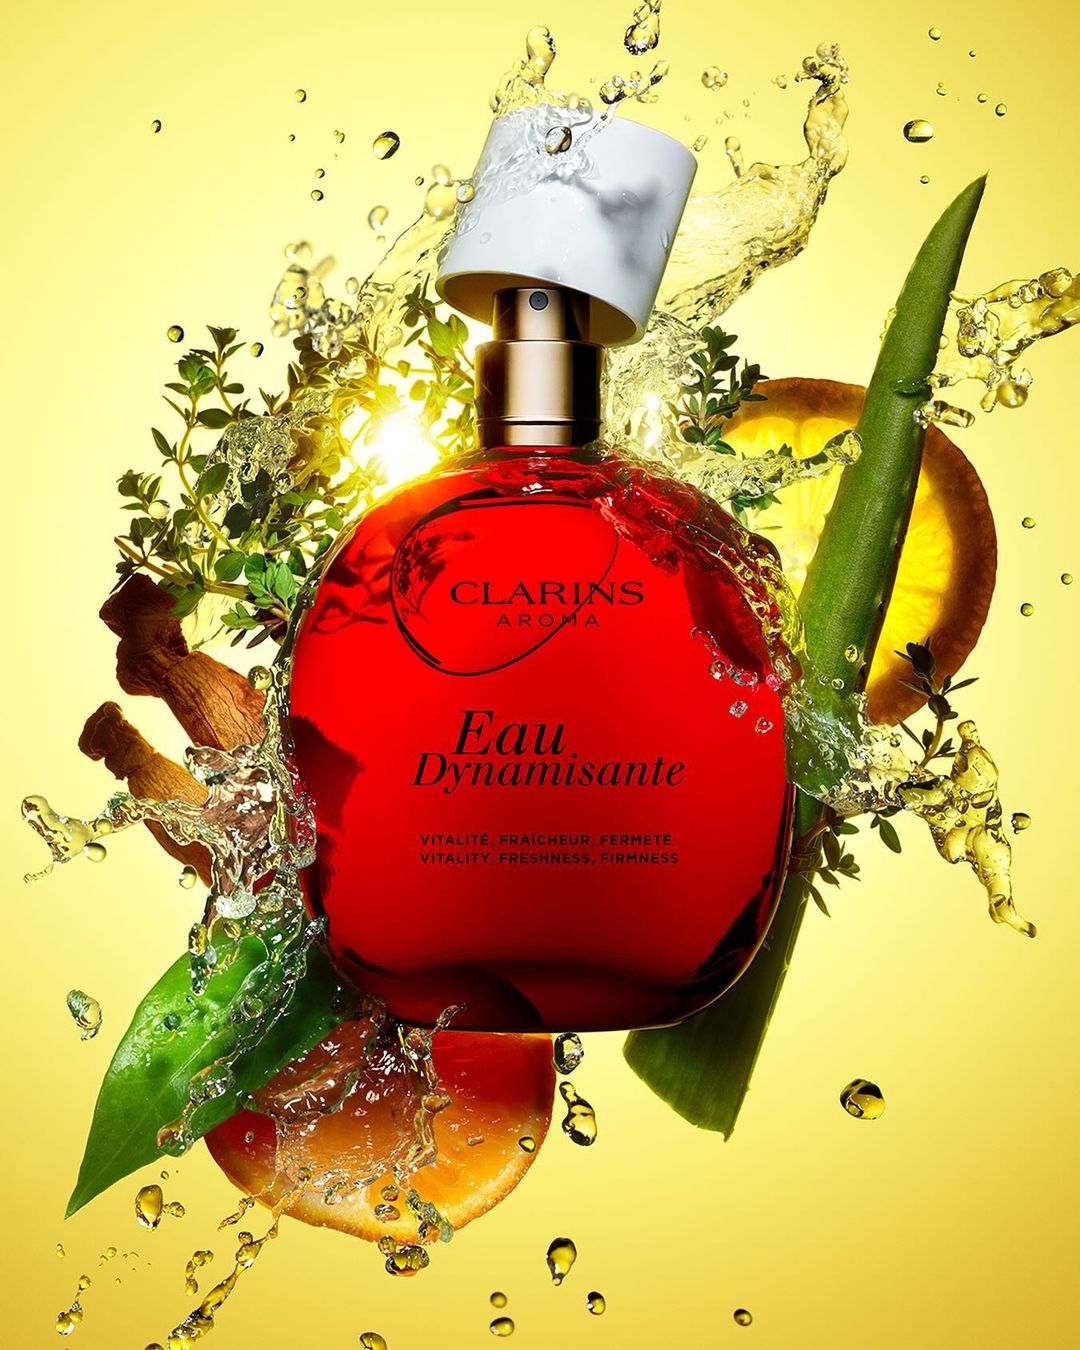 CLARINS
AROMA
Eau
Dynamisante
VITALITÉ, FRAÎCHEUR, FERMETÉ
VITALITY, FRESHNESS, FIRMNESS